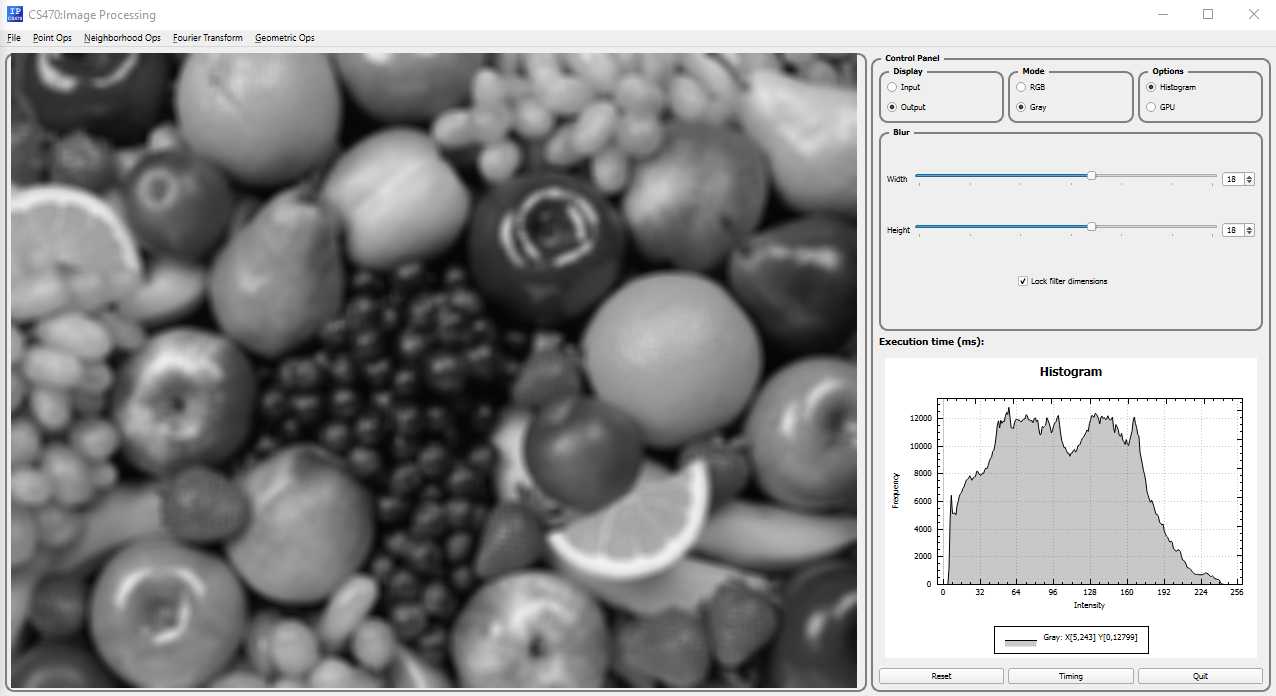 IP CS470 CS470:Image Processing
File Point Ops Neighborhood Ops Fourier Transform Geometric Ops
Control Panel
Display
Input
Output
Mode
RGB
Gray
Options
Histogram
GPU
Blur
Width 18
Height 18
Lock filter dimensions
Execution time (ms):
Histogram
12000
10000
8000
6000
4000
2000
0
Frequency
0 32 64 96 128 160 192 224 256
Intensity
Gray: X[5,243] Y[0,12799]
Reset Timing Quit